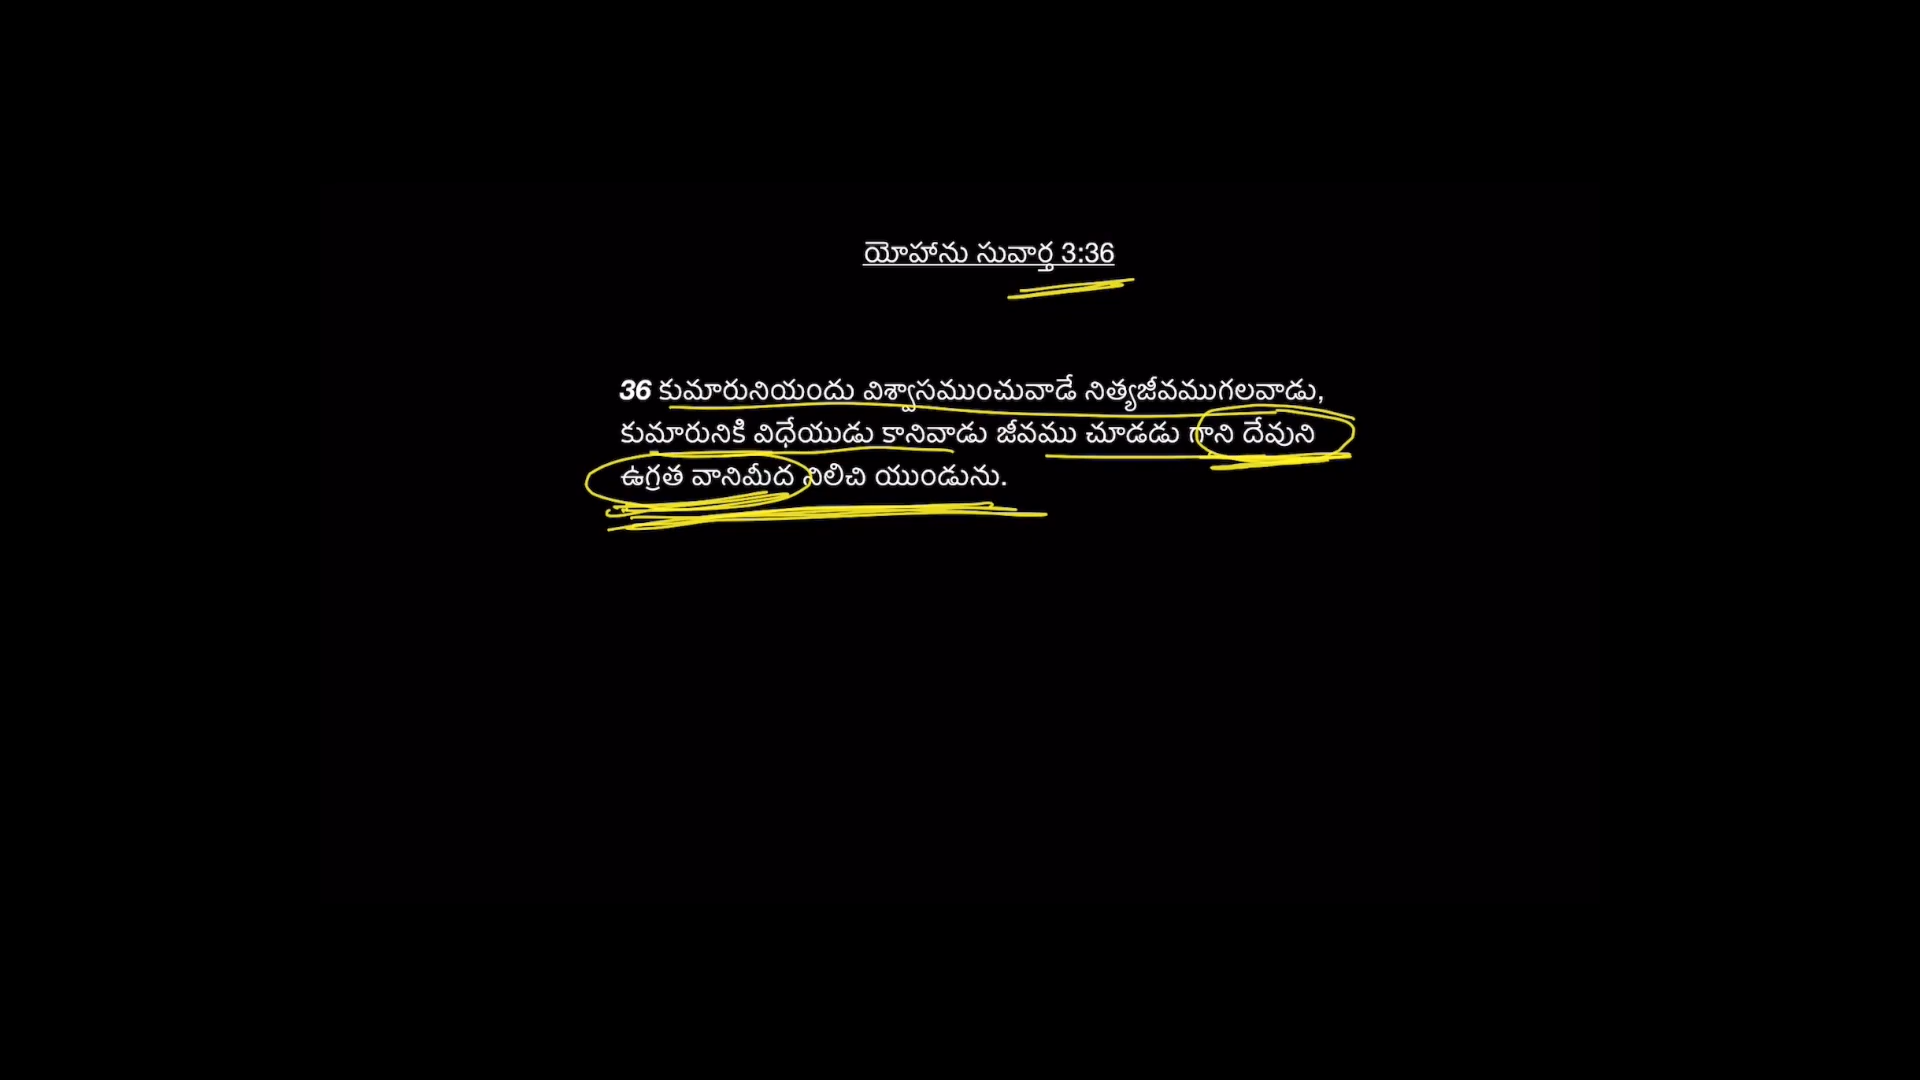 యోహాను సువార్త 3:36
36 కుమారునియందు విశ్వాసముంచువాడే నిత్యజీవముగలవాడు,
కుమారునికి విధేయుడు కానివాడు జీవము చూడడు గాని దేవుని
ఉగ్రత వానిమీద నిలిచి యుండును.